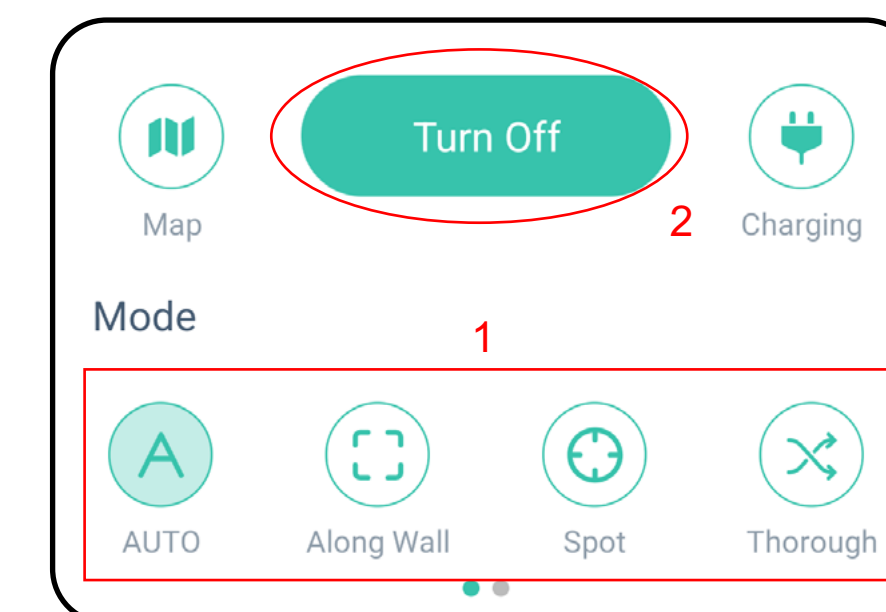 Turn Off
Map
2
Charging
Mode
1
A
AUTO
Along Wall
Spot
Thorough